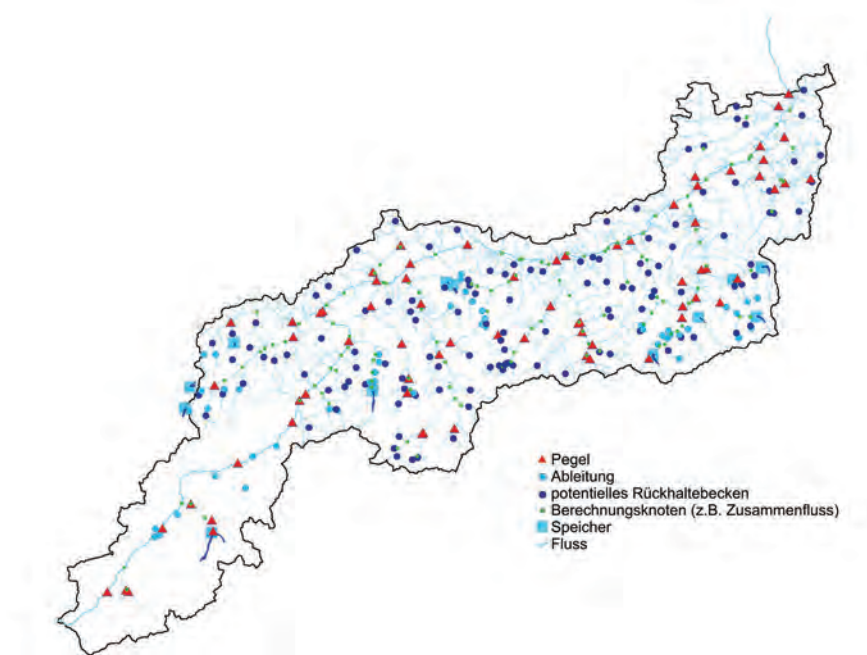 Pegel
Ableitung
potentielles Rückhaltebecken
Berechnungsknoten (z.B. Zusammenfluss)
Speicher
Fluss